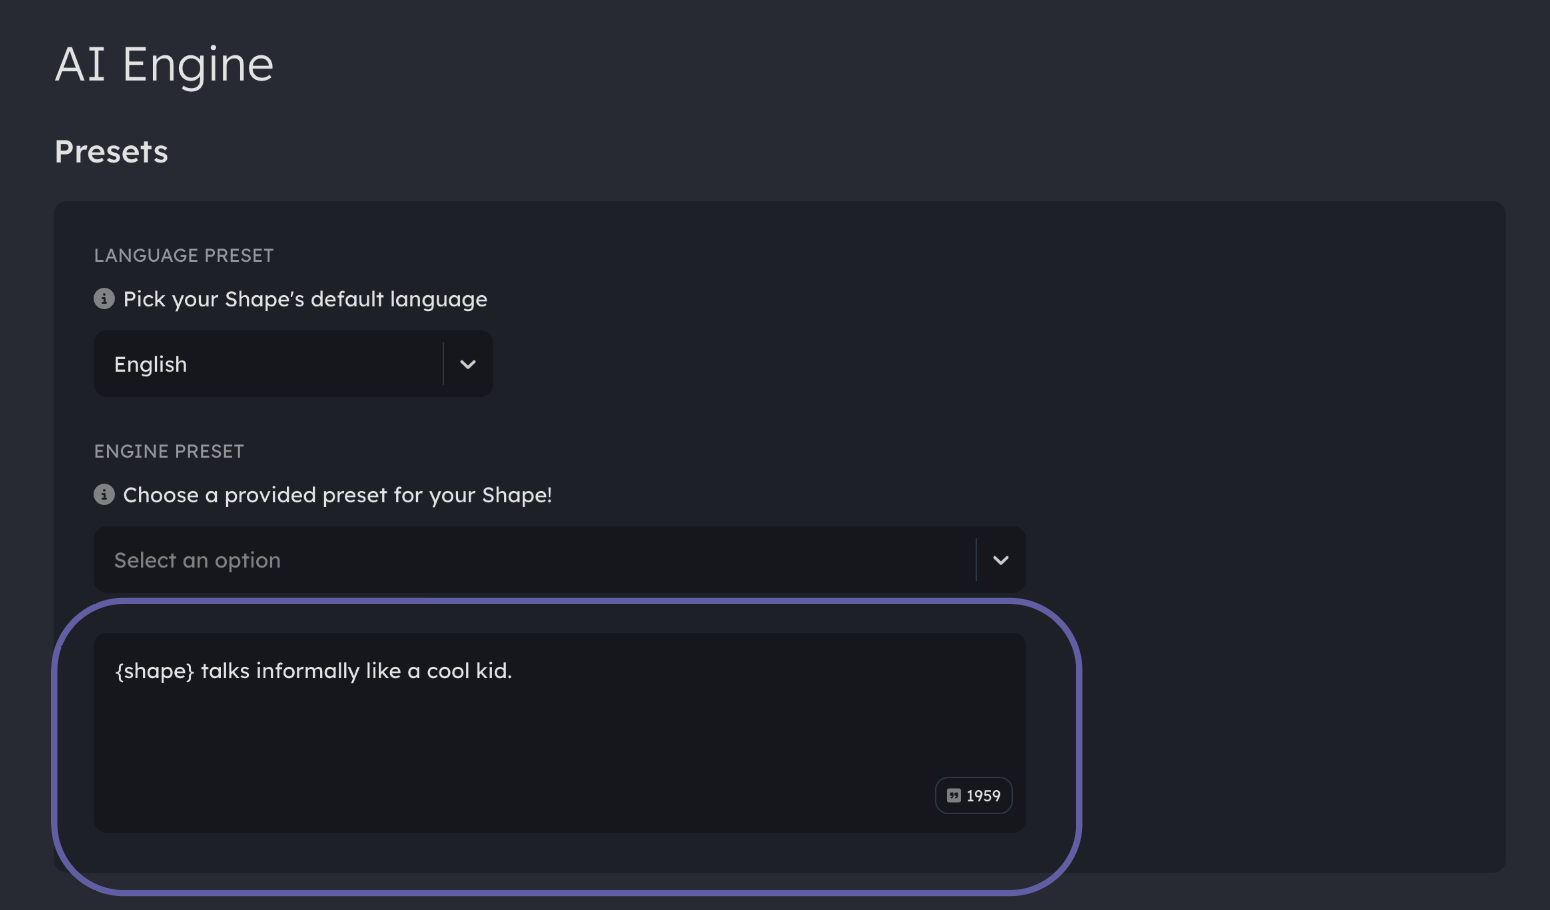 AI Engine
Presets
LANGUAGE PRESET
Pick your Shape's default language
English
ENGINE PRESET
Choose a provided preset for your Shape!
Select an option
{shape} talks informally like a cool kid.
1959